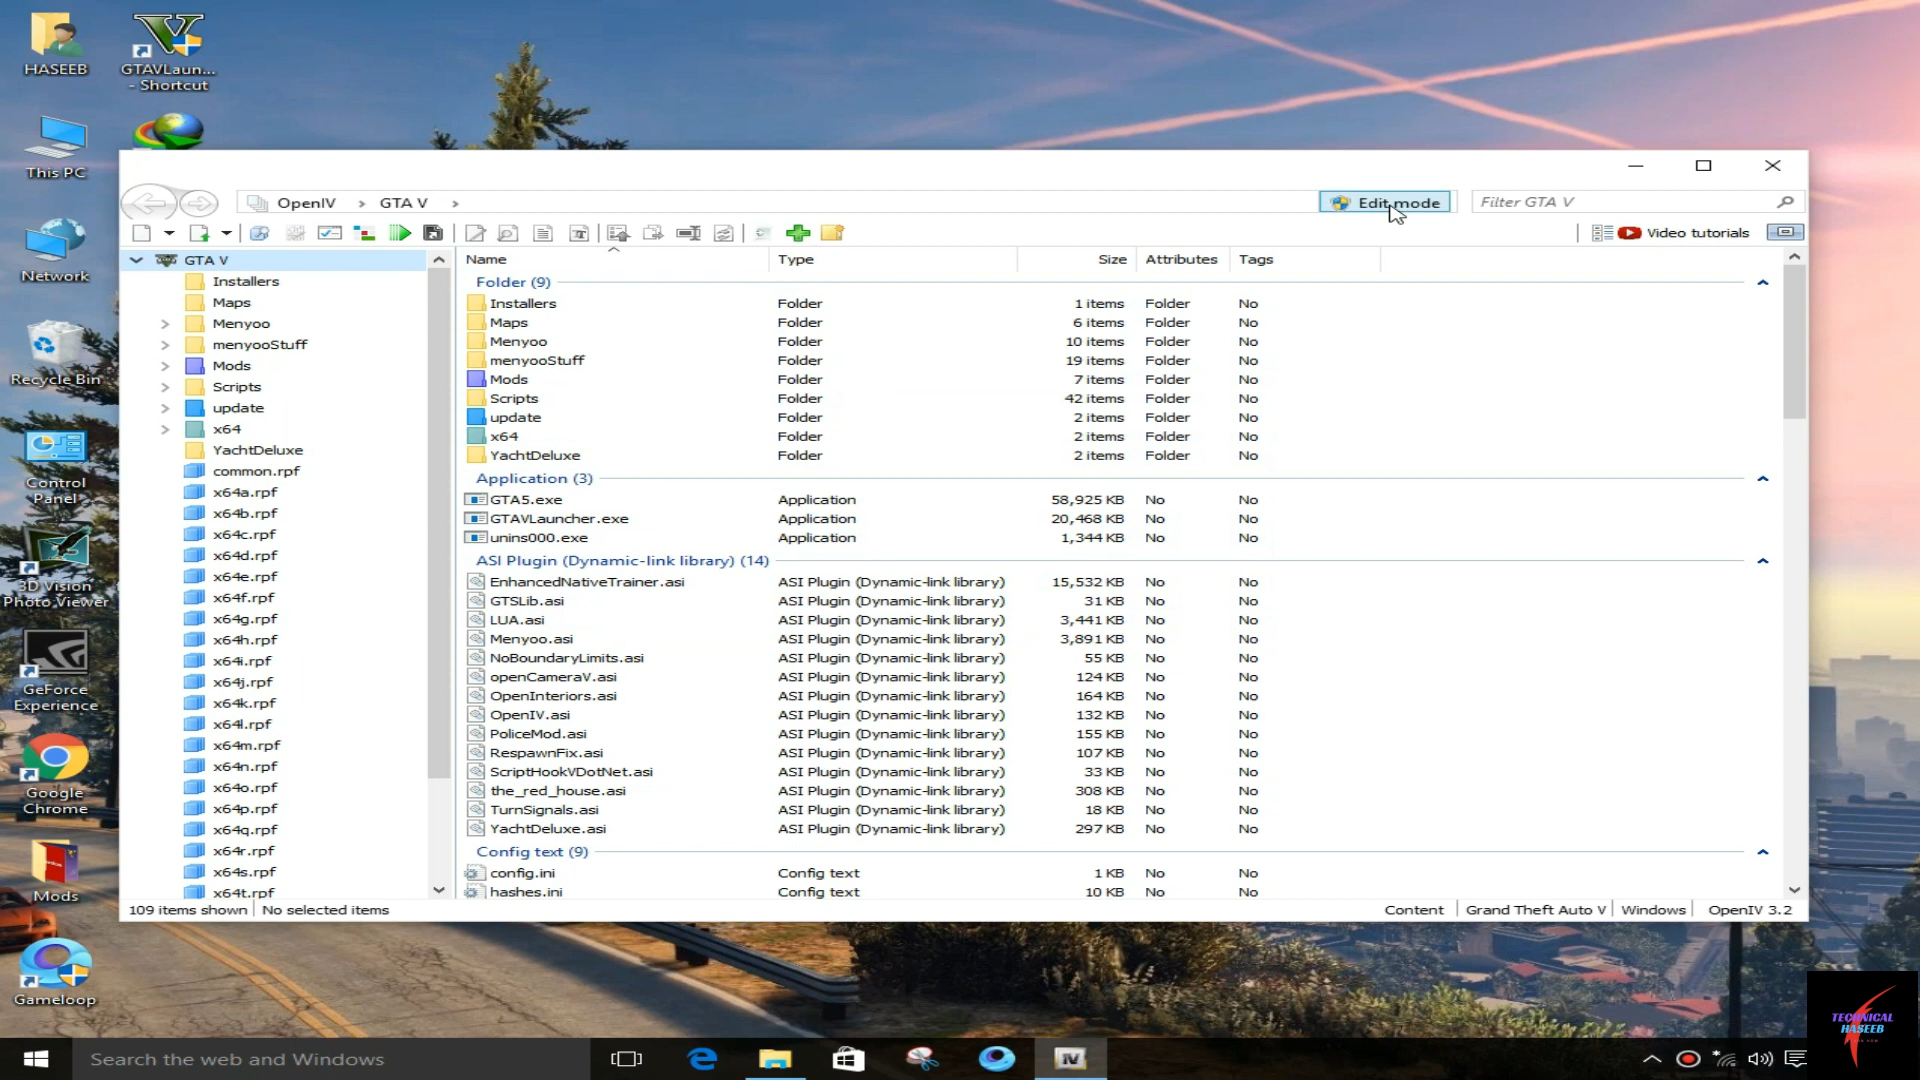 HASEEB
GTAVLaun...
- Shortcut
This PC
Network
Recycle Bin
Control
Panel
3D Vision
Photo Viewer
GeForce
Experience
Google
Chrome
Mods
Gameloop
OpenIV
GTA V
Edit mode
Filter GTA V
Video tutorials
GTA V
Installers
Maps
Menyoo
menyooStuff
Mods
Scripts
update
x64
YachtDeluxe
common.rpf
x64a.rpf
x64b.rpf
x64c.rpf
x64d.rpf
x64e.rpf
x64f.rpf
x64g.rpf
x64h.rpf
x64i.rpf
x64j.rpf
x64k.rpf
x64l.rpf
x64m.rpf
x64n.rpf
x64o.rpf
x64p.rpf
x64q.rpf
x64r.rpf
x64s.rpf
x64t.rpf
Name Type Size Attributes Tags
Folder (9)
Installers Folder 1 items Folder No
Maps Folder 6 items Folder No
Menyoo Folder 10 items Folder No
menyooStuff Folder 19 items Folder No
Mods Folder 7 items Folder No
Scripts Folder 42 items Folder No
update Folder 2 items Folder No
x64 Folder 2 items Folder No
YachtDeluxe Folder 2 items Folder No
Application (3)
GTA5.exe Application 58,925 KB No No
GTAVLauncher.exe Application 20,468 KB No No
unins000.exe Application 1,344 KB No No
ASI Plugin (Dynamic-link library) (14)
EnhancedNativeTrainer.asi ASI Plugin (Dynamic-link library) 15,532 KB No No
GTSLib.asi ASI Plugin (Dynamic-link library) 31 KB No No
LUA.asi ASI Plugin (Dynamic-link library) 3,441 KB No No
Menyoo.asi ASI Plugin (Dynamic-link library) 3,891 KB No No
NoBoundaryLimits.asi ASI Plugin (Dynamic-link library) 55 KB No No
openCameraV.asi ASI Plugin (Dynamic-link library) 124 KB No No
OpenInteriors.asi ASI Plugin (Dynamic-link library) 164 KB No No
OpenIV.asi ASI Plugin (Dynamic-link library) 132 KB No No
PoliceMod.asi ASI Plugin (Dynamic-link library) 155 KB No No
RespawnFix.asi ASI Plugin (Dynamic-link library) 107 KB No No
ScriptHookVDotNet.asi ASI Plugin (Dynamic-link library) 33 KB No No
the_red_house.asi ASI Plugin (Dynamic-link library) 308 KB No No
TurnSignals.asi ASI Plugin (Dynamic-link library) 18 KB No No
YachtDeluxe.asi ASI Plugin (Dynamic-link library) 297 KB No No
Config text (9)
config.ini Config text 1 KB No No
hashes.ini Config text 10 KB No No
109 items shown No selected items Content Grand Theft Auto V Windows OpenIV 3.2
Search the web and Windows
IV
TECHNICAL
HASEEB